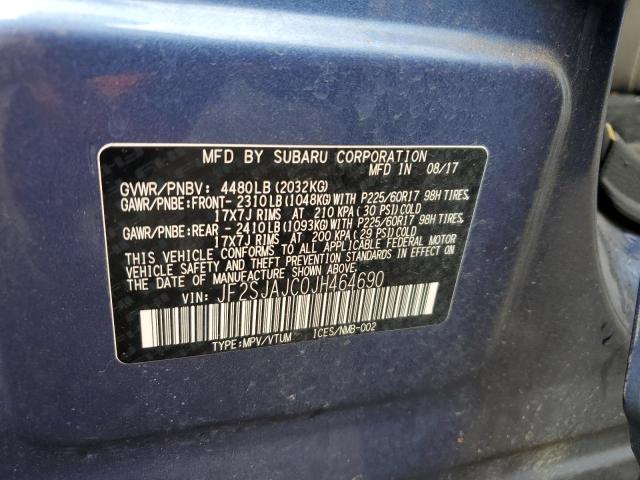 MFD BY SUBARU CORPORATION
MFD IN 08/17
GVWR/PNBV: 4480LB(2032KG)
GAWR/PNBE:FRONT- 2310LB(1048KG)WITH P225/60R17 98H TIRES,
17X7J RIMS AT 210 KPA(30 PSI)COLD
GAWR/PNBE:REAR - 2410LB(1093KG)WITH P225/60R17 98H TIRES,
17X7J RIMS AT 200 KPA(29 PSI)COLD
THIS VEHICLE CONFORMS TO ALL APPLICABLE FEDERAL MOTOR
VEHICLE SAFETY AND THEFT PREVENTION STANDARDS IN EFFECT ON
THE DATE OF MANUFACTURE SHOWN ABOVE.
VIN: JF2SJAJC0JH464690
TYPE:MPV/VTUM ICES/NMB-002